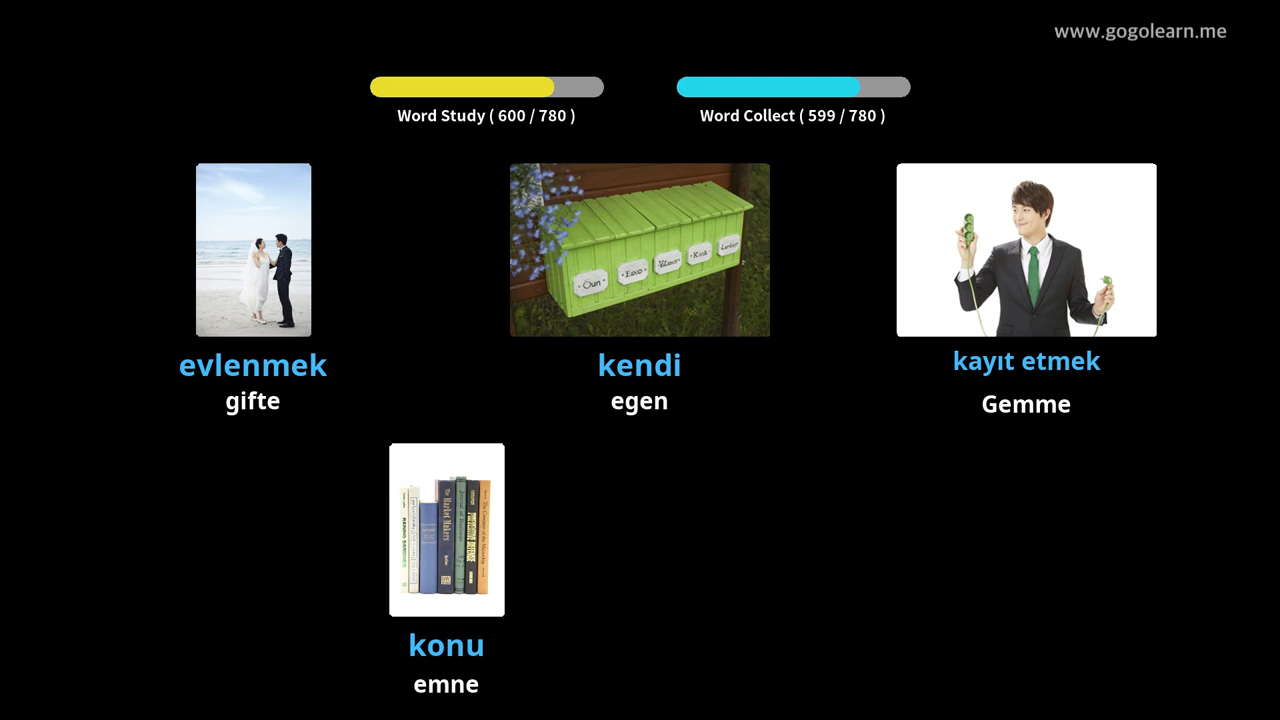 www.gogolearn.me
Word Study ( 600 / 780 )
Word Collect ( 599 / 780 )
evlenmek
gifte
kendi
egen
kayıt etmek
Gemme
konu
emne